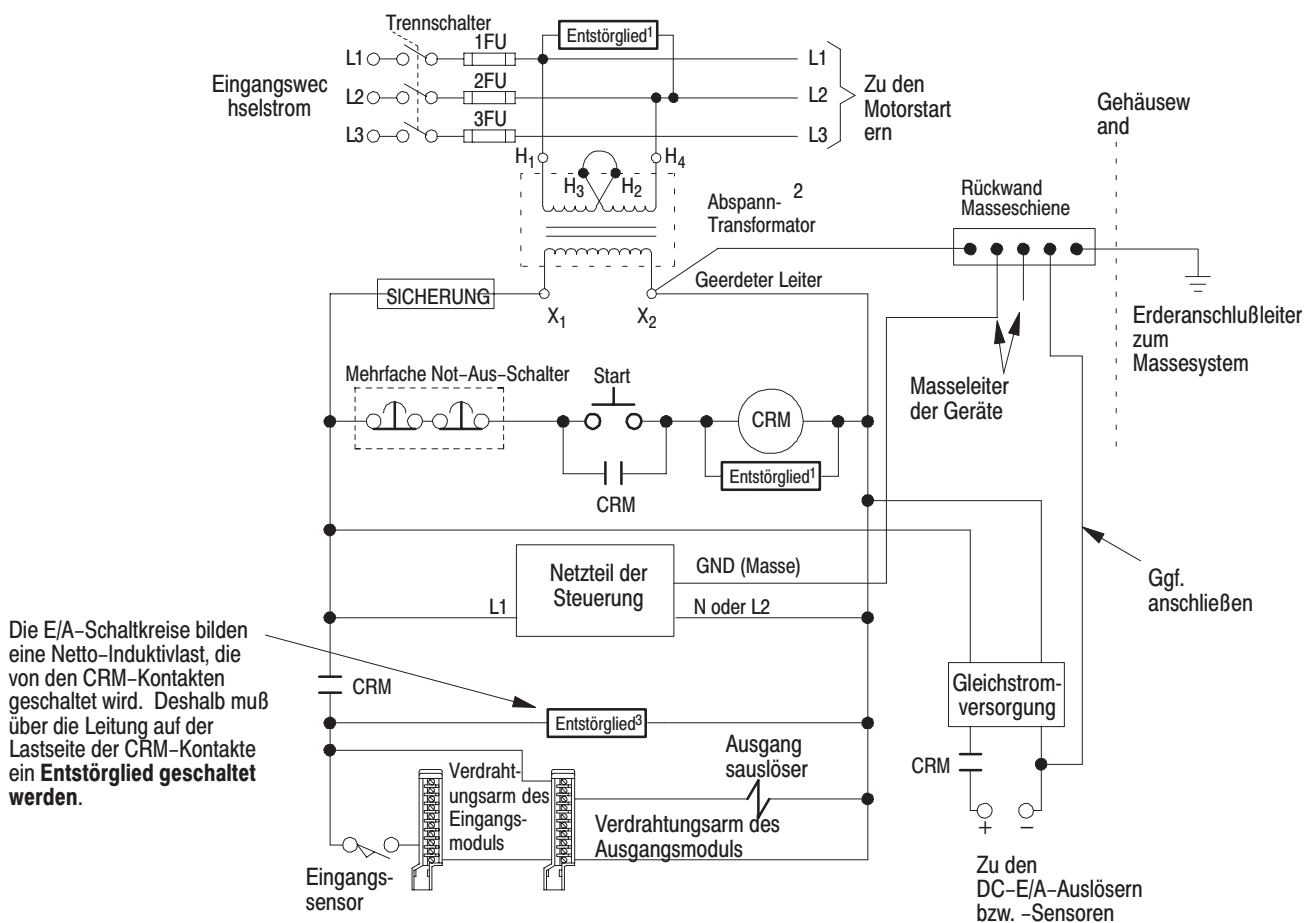 Trennschalter
1FU
Entstörglied1
L1
L1
Eingangswec
hselstrom
2FU
L2
L2
Zu den
Motorstart
ern
3FU
L3
L3
Gehäusew
and
H1
H4
H3
H2
Abspann-
Transformator
2
Rückwand
Masseschiene
SICHERUNG
X1
X2
Geerdeter Leiter
Erderanschlußleiter
zum
Massesystem
Mehrfache Not–Aus–Schalter
Start
CRM
Masseleiter
der Geräte
Entstörglied1
CRM
Netzteil der
Steuerung
GND (Masse)
L1
N oder L2
Ggf.
anschließen
Die E/A–Schaltkreise bilden
eine Netto–Induktivlast, die
von den CRM–Kontakten
geschaltet wird. Deshalb muß
über die Leitung auf der
Lastseite der CRM–Kontakte
ein Entstörglied geschaltet
werden.
CRM
Entstörglied3
Gleichstrom-
versorgung
Verdraht-
ungsarm des
Eingangs-
moduls
Ausgang
sauslöser
CRM
Verdrahtungsarm des
Ausgangsmoduls
+
–
Eingangs-
sensor
Zu den
DC–E/A–Auslösern
bzw. –Sensoren